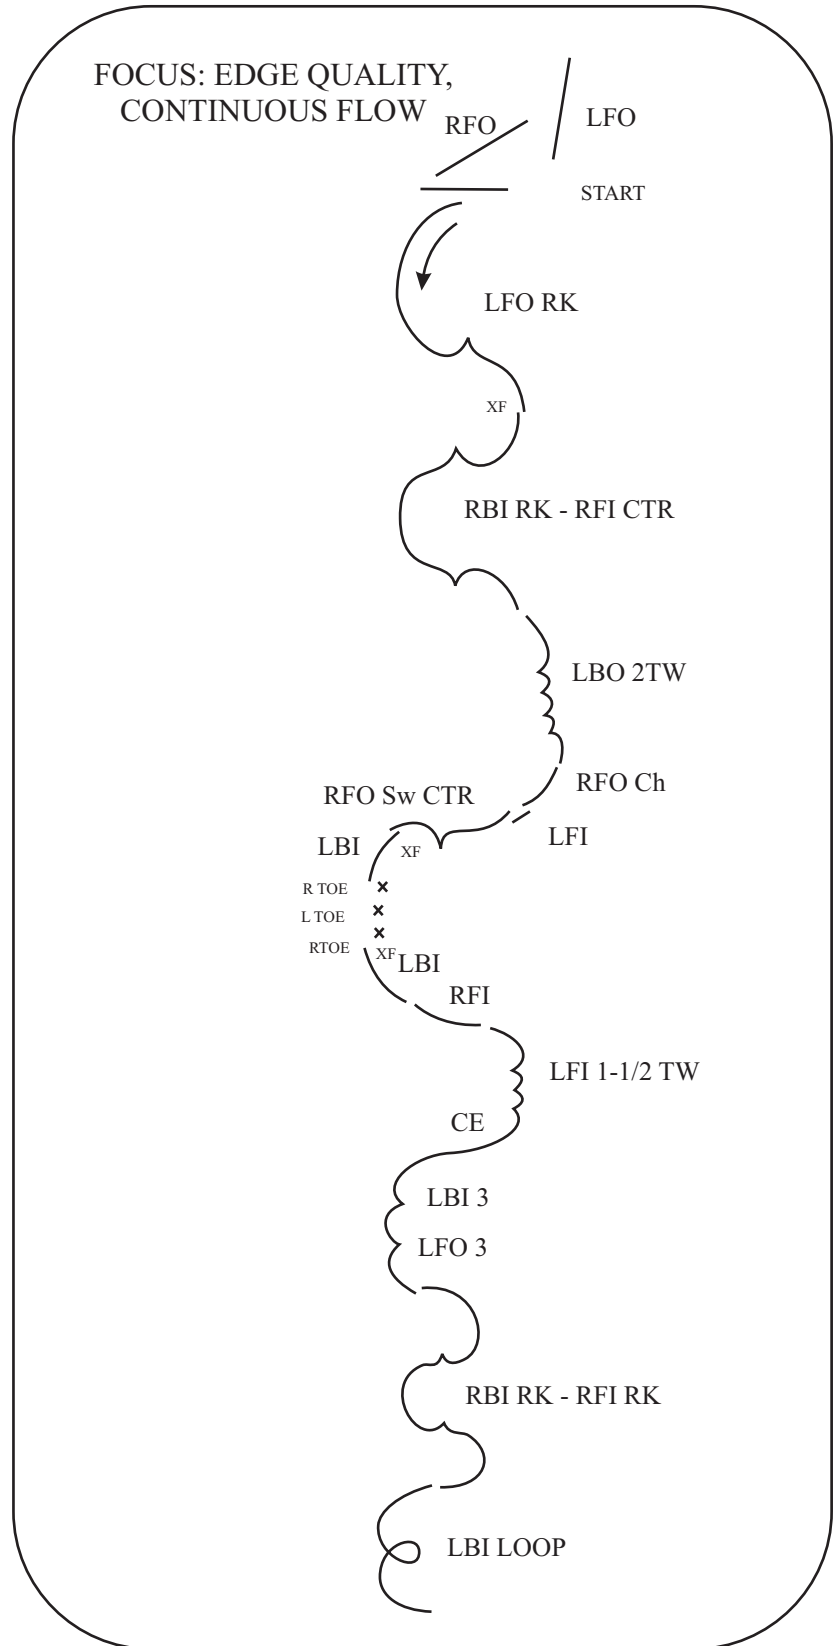 FOCUS: EDGE QUALITY,
CONTINUOUS FLOW
RFO
LFO
START
LFO RK
XF
RBI RK - RFI CTR
LBO 2TW
RFO Ch
RFO Sw CTR
LFI
LBI
XF
R TOE
L TOE
RTOE
XF
LBI
RFI
LFI 1-1/2 TW
CE
LBI 3
LFO 3
RBI RK - RFI RK
LBI LOOP